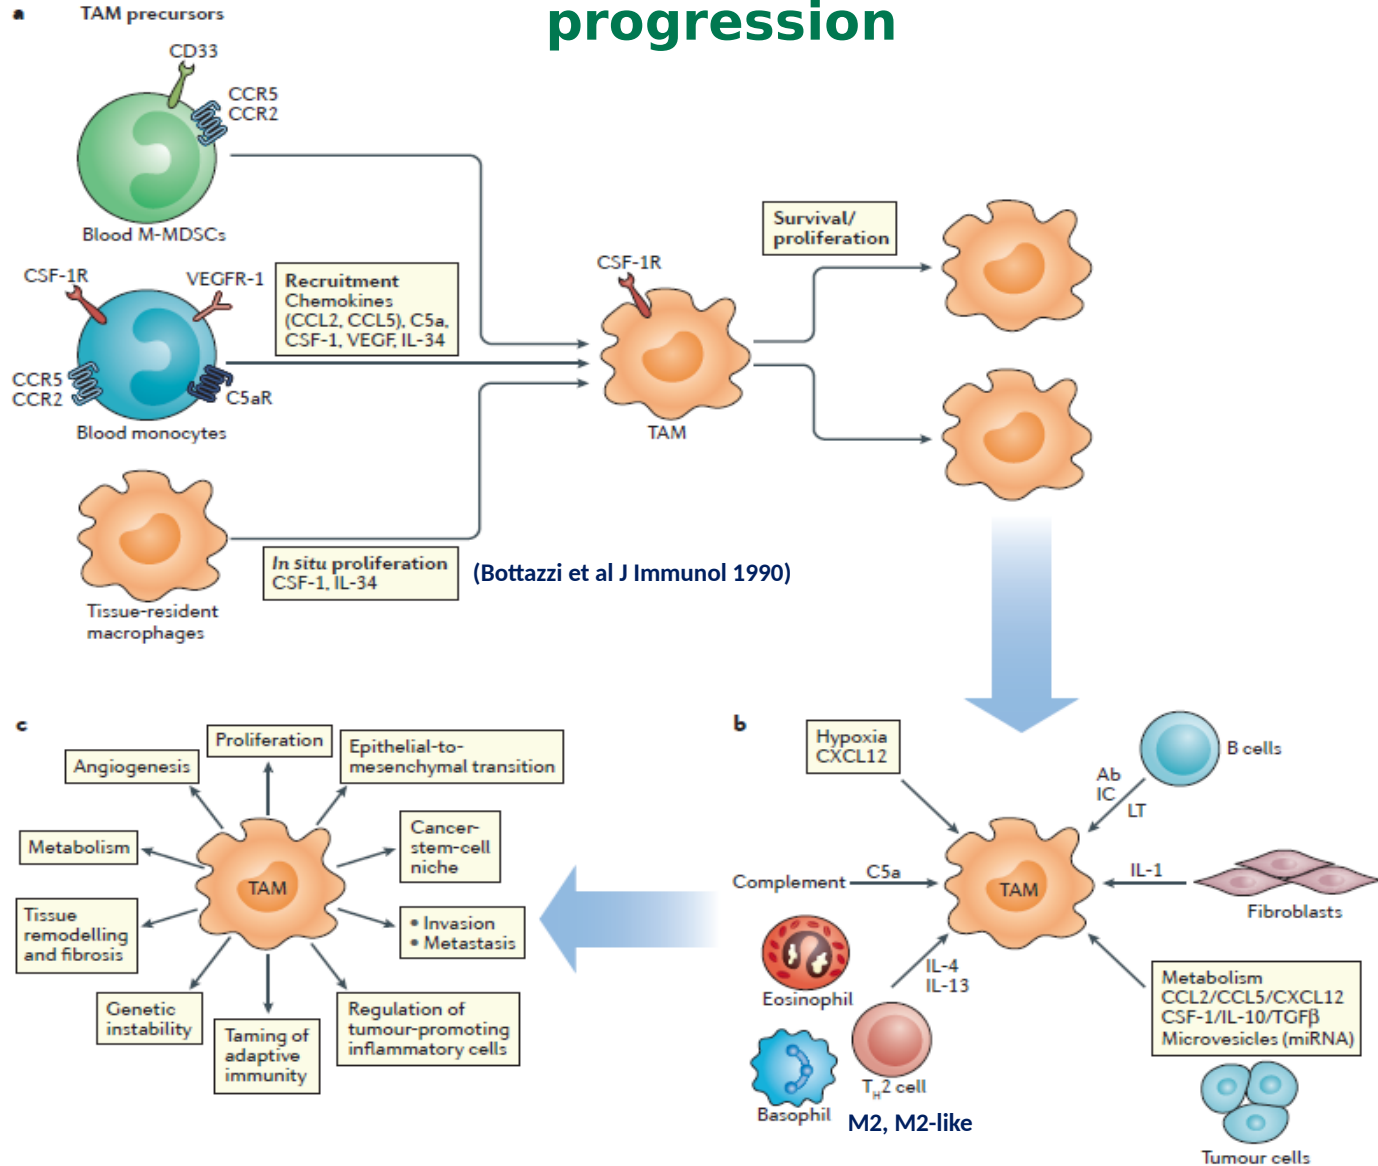 progression
a
TAM precursors
CD33
CCR5
CCR2
Blood M-MDSCs
CSF-1R
VEGFR-1
CCR5
CCR2
C5aR
Blood monocytes
Recruitment
Chemokines
(CCL2, CCL5), C5a,
CSF-1, VEGF, IL-34
CSF-1R
TAM
Survival/
proliferation
Tissue-resident
macrophages
In situ proliferation
CSF-1, IL-34
(Bottazzi et al J Immunol 1990)
b
Hypoxia
CXCL12
B cells
Ab
IC
LT
Complement
C5a
TAM
IL-1
Fibroblasts
Eosinophil
IL-4
IL-13
Basophil
TH2 cell
M2, M2-like
Metabolism
CCL2/CCL5/CXCL12
CSF-1/IL-10/TGFβ
Microvesicles (miRNA)
Tumour cells
c
Proliferation
Angiogenesis
Epithelial-to-
mesenchymal transition
Metabolism
Cancer-
stem-cell
niche
TAM
Tissue
remodelling
and fibrosis
• Invasion
• Metastasis
Genetic
instability
Taming of
adaptive
immunity
Regulation of
tumour-promoting
inflammatory cells